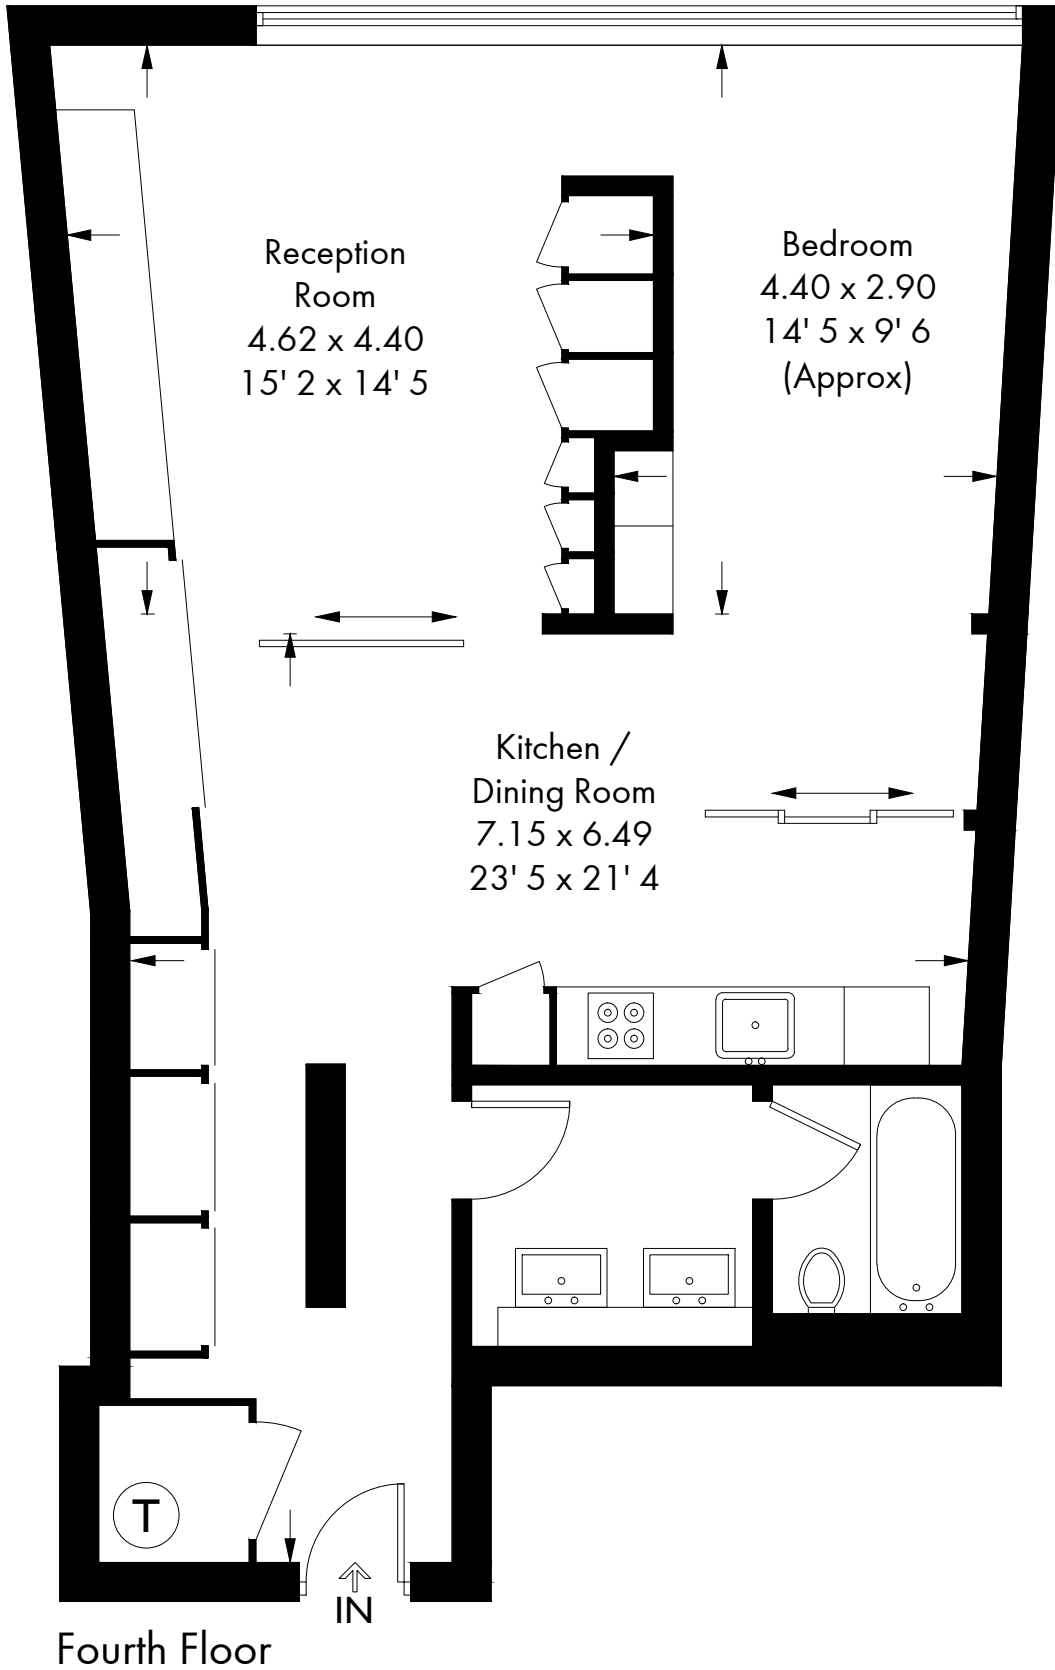 Reception
Room
4.62 x 4.40
15' 2 x 14' 5
Bedroom
4.40 x 2.90
14' 5 x 9' 6
(Approx)
Kitchen /
Dining Room
7.15 x 6.49
23' 5 x 21' 4
T
IN
Fourth Floor